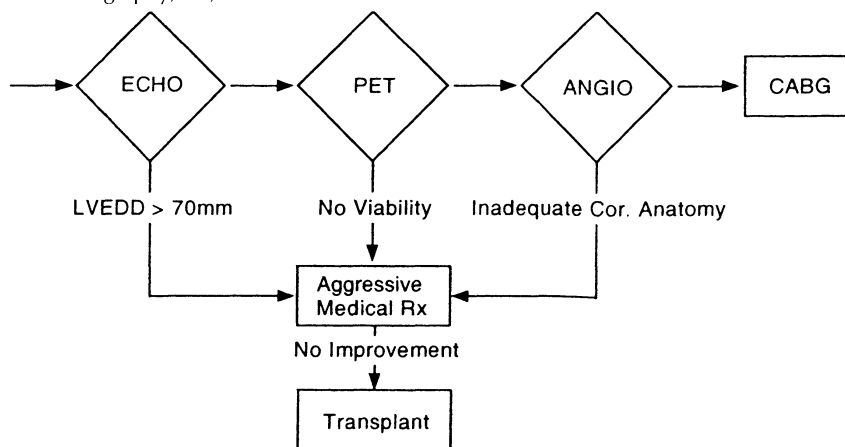 ECHO
PET
ANGIO
CABG
LVEDD > 70mm
No Viability
Inadequate Cor. Anatomy
Aggressive
Medical Rx
No Improvement
Transplant